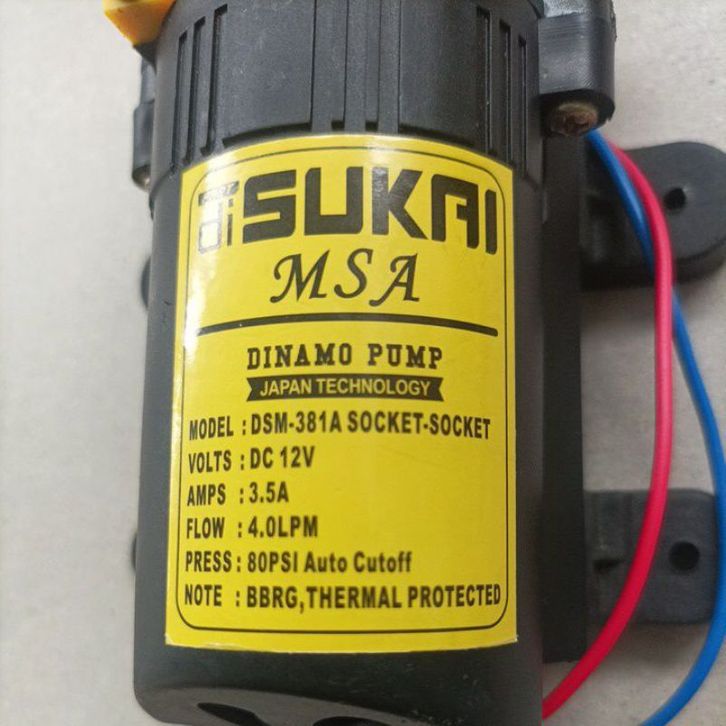 diSUKAI
MSA
DINAMO PUMP
JAPAN TECHNOLOGY
MODEL : DSM-381A SOCKET-SOCKET
VOLTS : DC 12V
AMPS : 3.5A
FLOW : 4.0LPM
PRESS : 80PSI Auto Cutoff
NOTE : BBRG,THERMAL PROTECTED